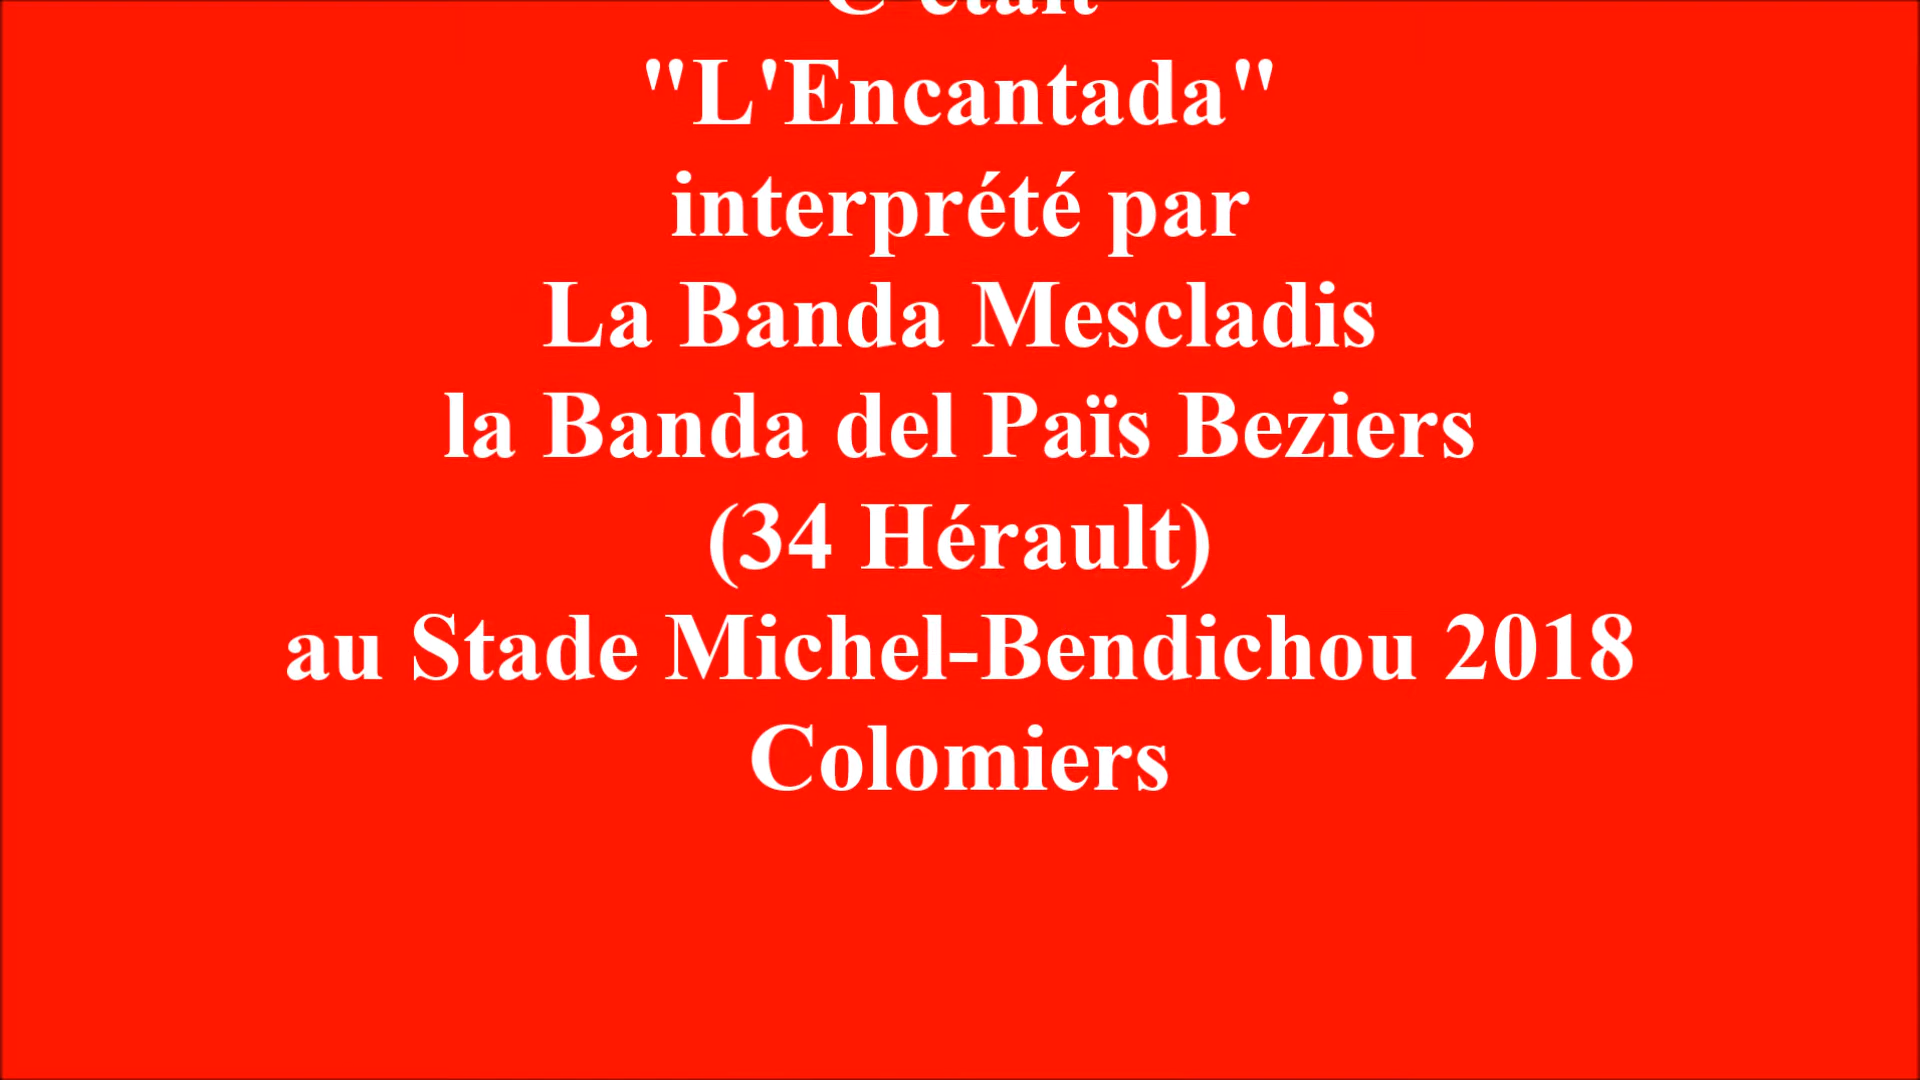 C'était
"L'Encantada"
interprété par
La Banda Mescladis
la Banda del Païs Beziers
(34 Hérault)
au Stade Michel-Bendichou 2018
Colomiers